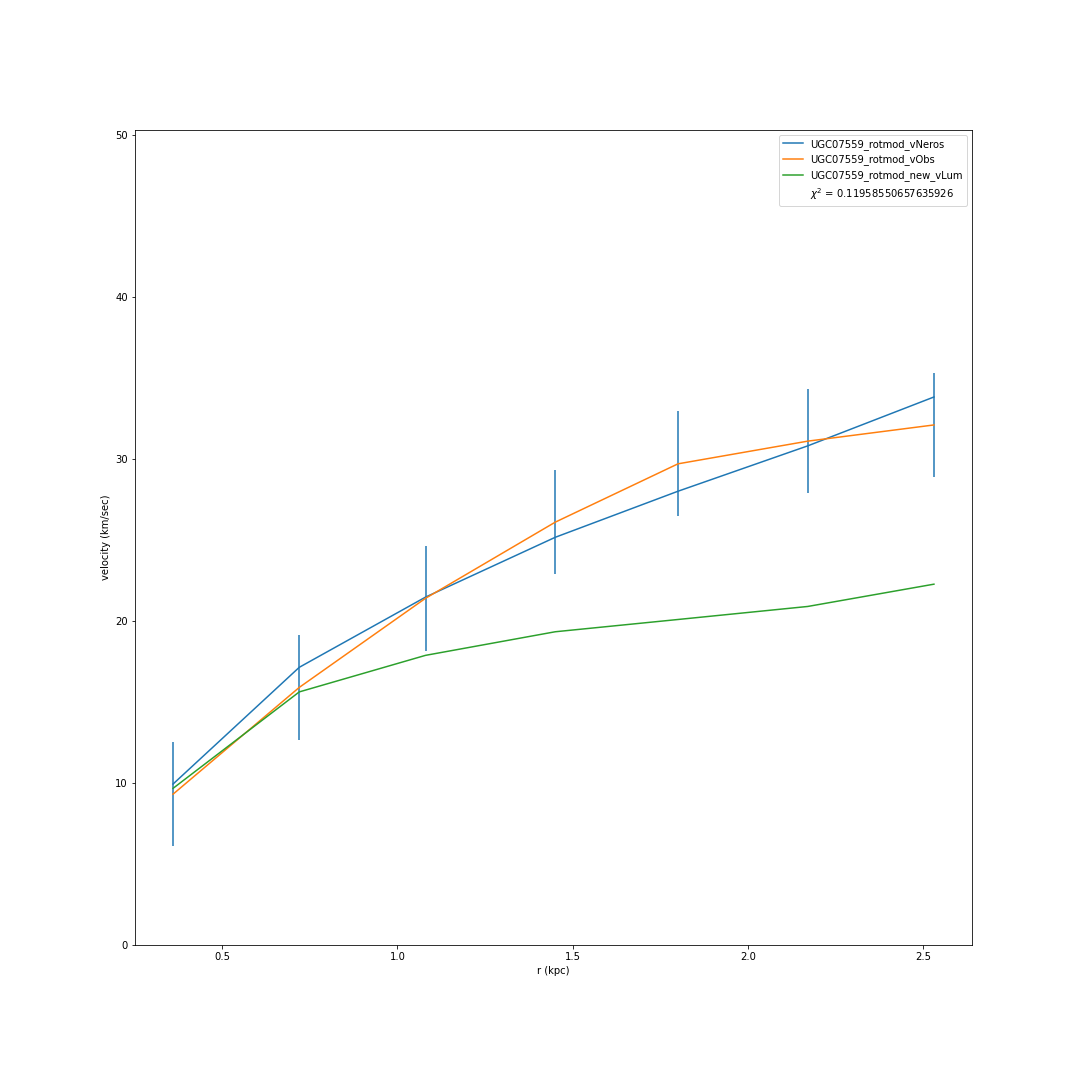 UGC07559_rotmod_vNeros
UGC07559_rotmod_vObs
UGC07559_rotmod_new_vLum
χ² = 0.11958550657635926
50
40
30
20
10
0
velocity (km/sec)
0.5 1.0 1.5 2.0 2.5
r (kpc)